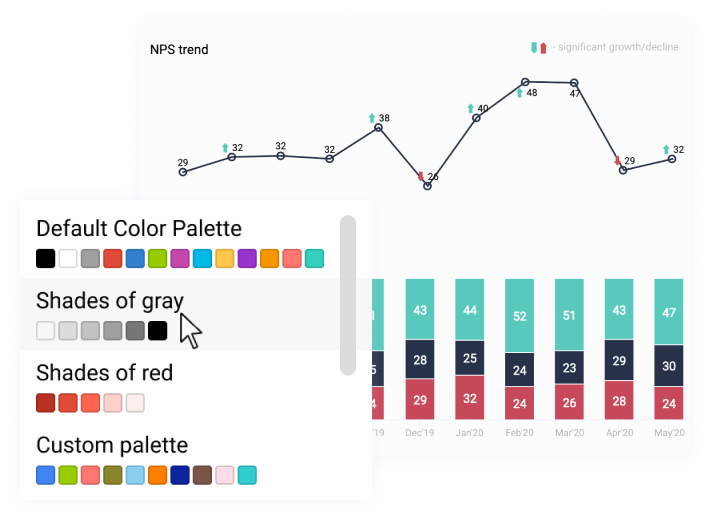 NPS trend
- significant growth/decline
29
32
32
32
38
26
40
48
47
29
32
Default Color Palette
Shades of gray
Shades of red
Custom palette
43 44 52 51 43 47
28 25 24 23 29 30
29 32 24 26 28 24
'19 Dec'19 Jan'20 Feb'20 Mar'20 Apr'20 May'20